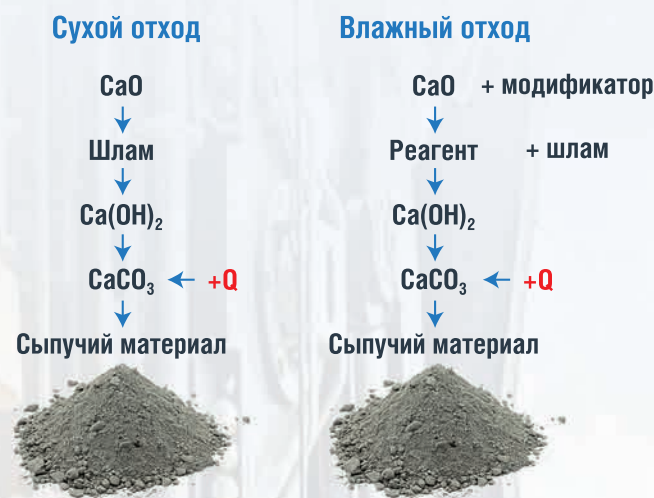 Сухой отход
CaO
Шлам
Ca(OH)₂
CaCO₃ +Q
Сыпучий материал
Влажный отход
CaO + модификатор
Реагент + шлам
Ca(OH)₂
CaCO₃ +Q
Сыпучий материал